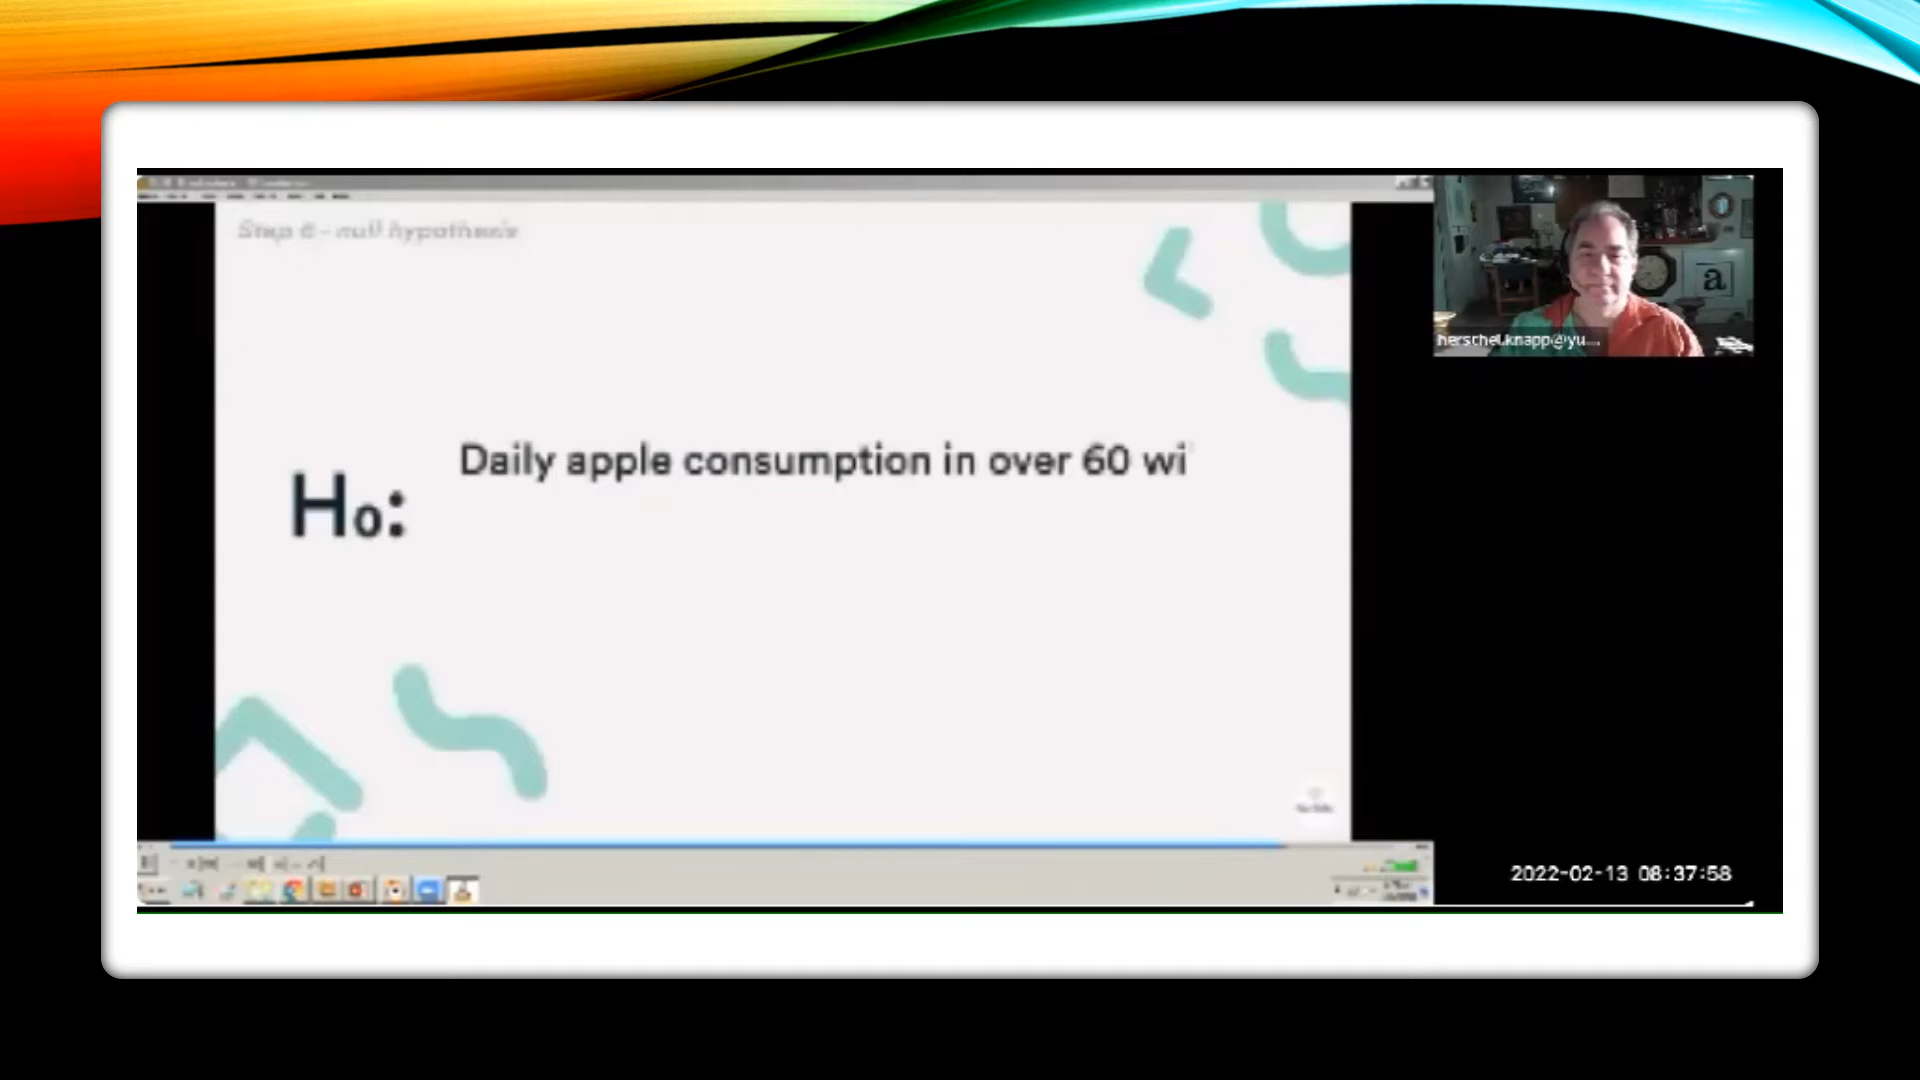 Step 6 - null hypothesis
Daily apple consumption in over 60 wi
H0:
herschel.knapp@yu...
a
2022-02-13 08:37:58